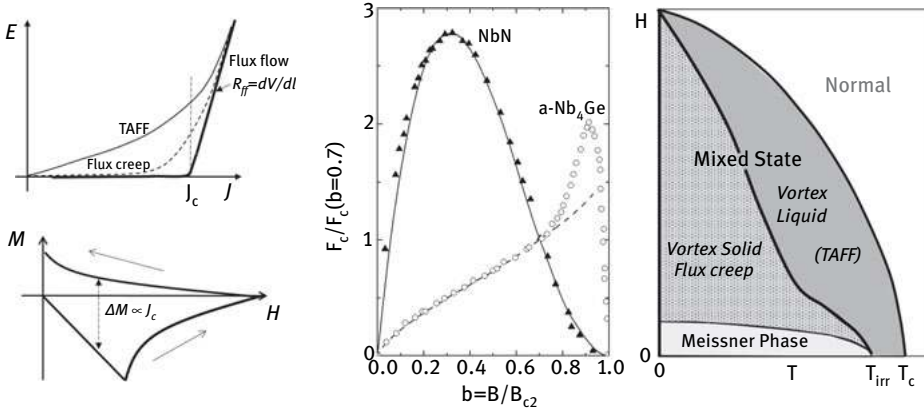 E
Flux flow
R_ff=dV/dI
TAFF
Flux creep
J_c
J
M
H
ΔM ∝ J_c
F_c/F_c(b=0.7)
3
2
1
0
NbN
a-Nb_4Ge
0.0
0.2
0.4
0.6
0.8
1.0
b=B/B_c2
H
Normal
Mixed State
Vortex
Liquid
(TAFF)
Vortex Solid
Flux creep
Meissner Phase
0
T
T_irr
T_c